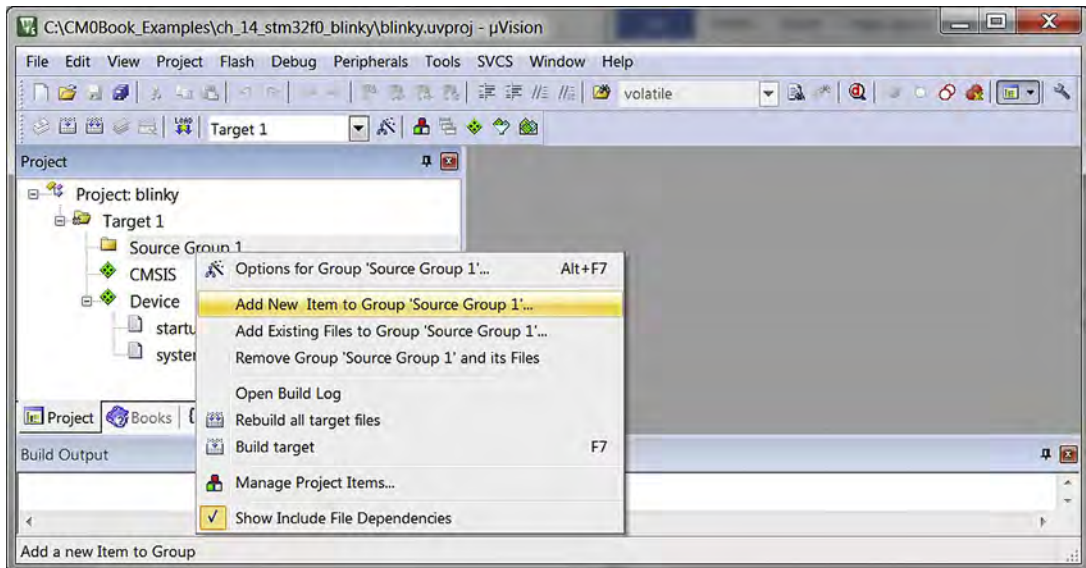 C:\CM0Book_Examples\ch_14_stm32f0_blinky\blinky.uvproj - µVision
File Edit View Project Flash Debug Peripherals Tools SVCS Window Help
volatile
LOAD Target 1
Project
Project: blinky
Target 1
Source Group 1
CMSIS
Device
startu
system
Options for Group 'Source Group 1'... Alt+F7
Add New Item to Group 'Source Group 1'...
Add Existing Files to Group 'Source Group 1'...
Remove Group 'Source Group 1' and its Files
Open Build Log
Rebuild all target files
Build target F7
Manage Project Items...
Show Include File Dependencies
Project Books {
Build Output
Add a new Item to Group